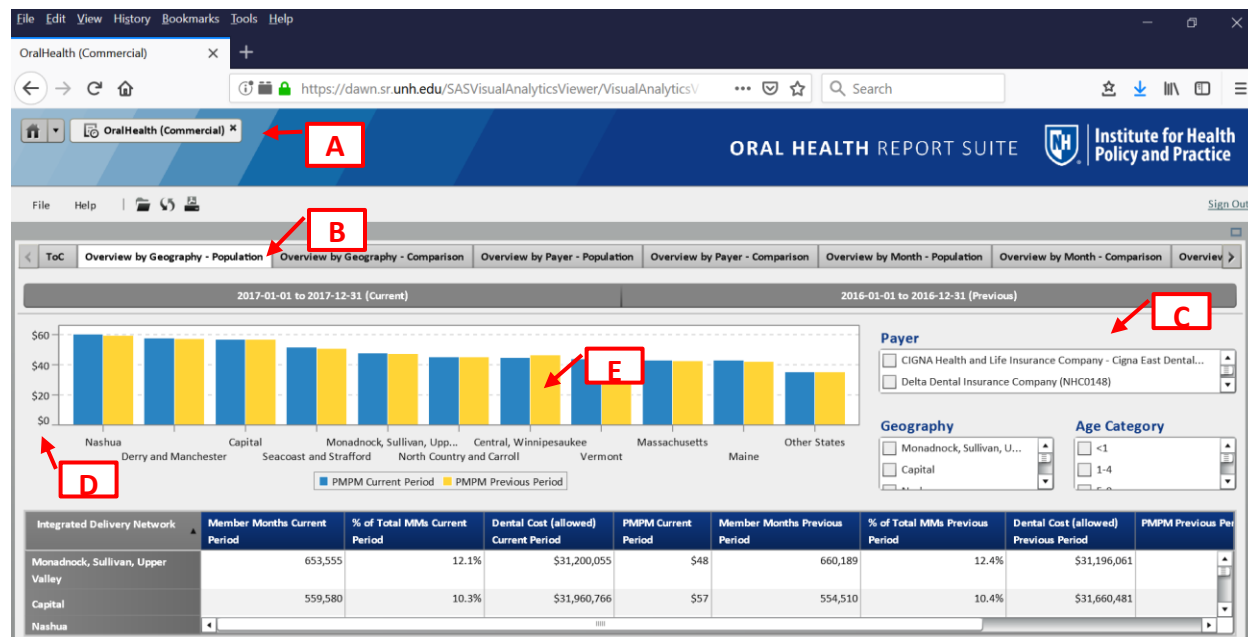 File Edit View History Bookmarks Tools Help
OralHealth (Commercial)
https://dawn.sr.unh.edu/SASVisualAnalyticsViewer/VisualAnalyticsV
Search
OralHealth (Commercial)
A
ORAL HEALTH REPORT SUITE
NH
Institute for Health
Policy and Practice
File Help
Sign Out
B
ToC Overview by Geography - Population Overview by Geography - Comparison Overview by Payer - Population Overview by Payer - Comparison Overview by Month - Population Overview by Month - Comparison Overview
2017-01-01 to 2017-12-31 (Current) 2016-01-01 to 2016-12-31 (Previous)
C
$60
$40
$20
$0
E
D
Nashua Capital Monadnock, Sullivan, Upp... Central, Winnipesaukee Massachusetts Other States
Derry and Manchester Seacoast and Strafford North Country and Carroll Vermont Maine
PMPM Current Period PMPM Previous Period
Payer
CIGNA Health and Life Insurance Company - Cigna East Dental...
Delta Dental Insurance Company (NHC0148)
Geography
Monadnock, Sullivan, U...
Capital
Age Category
<1
1-4
Integrated Delivery Network Member Months Current Period % of Total MMs Current Period Dental Cost (allowed) Current Period PMPM Current Period Member Months Previous Period % of Total MMs Previous Period Dental Cost (allowed) Previous Period PMPM Previous Per
Monadnock, Sullivan, Upper Valley 653,555 12.1% $31,200,055 $48 660,189 12.4% $31,196,061
Capital 559,580 10.3% $31,960,766 $57 554,510 10.4% $31,660,481
Nashua